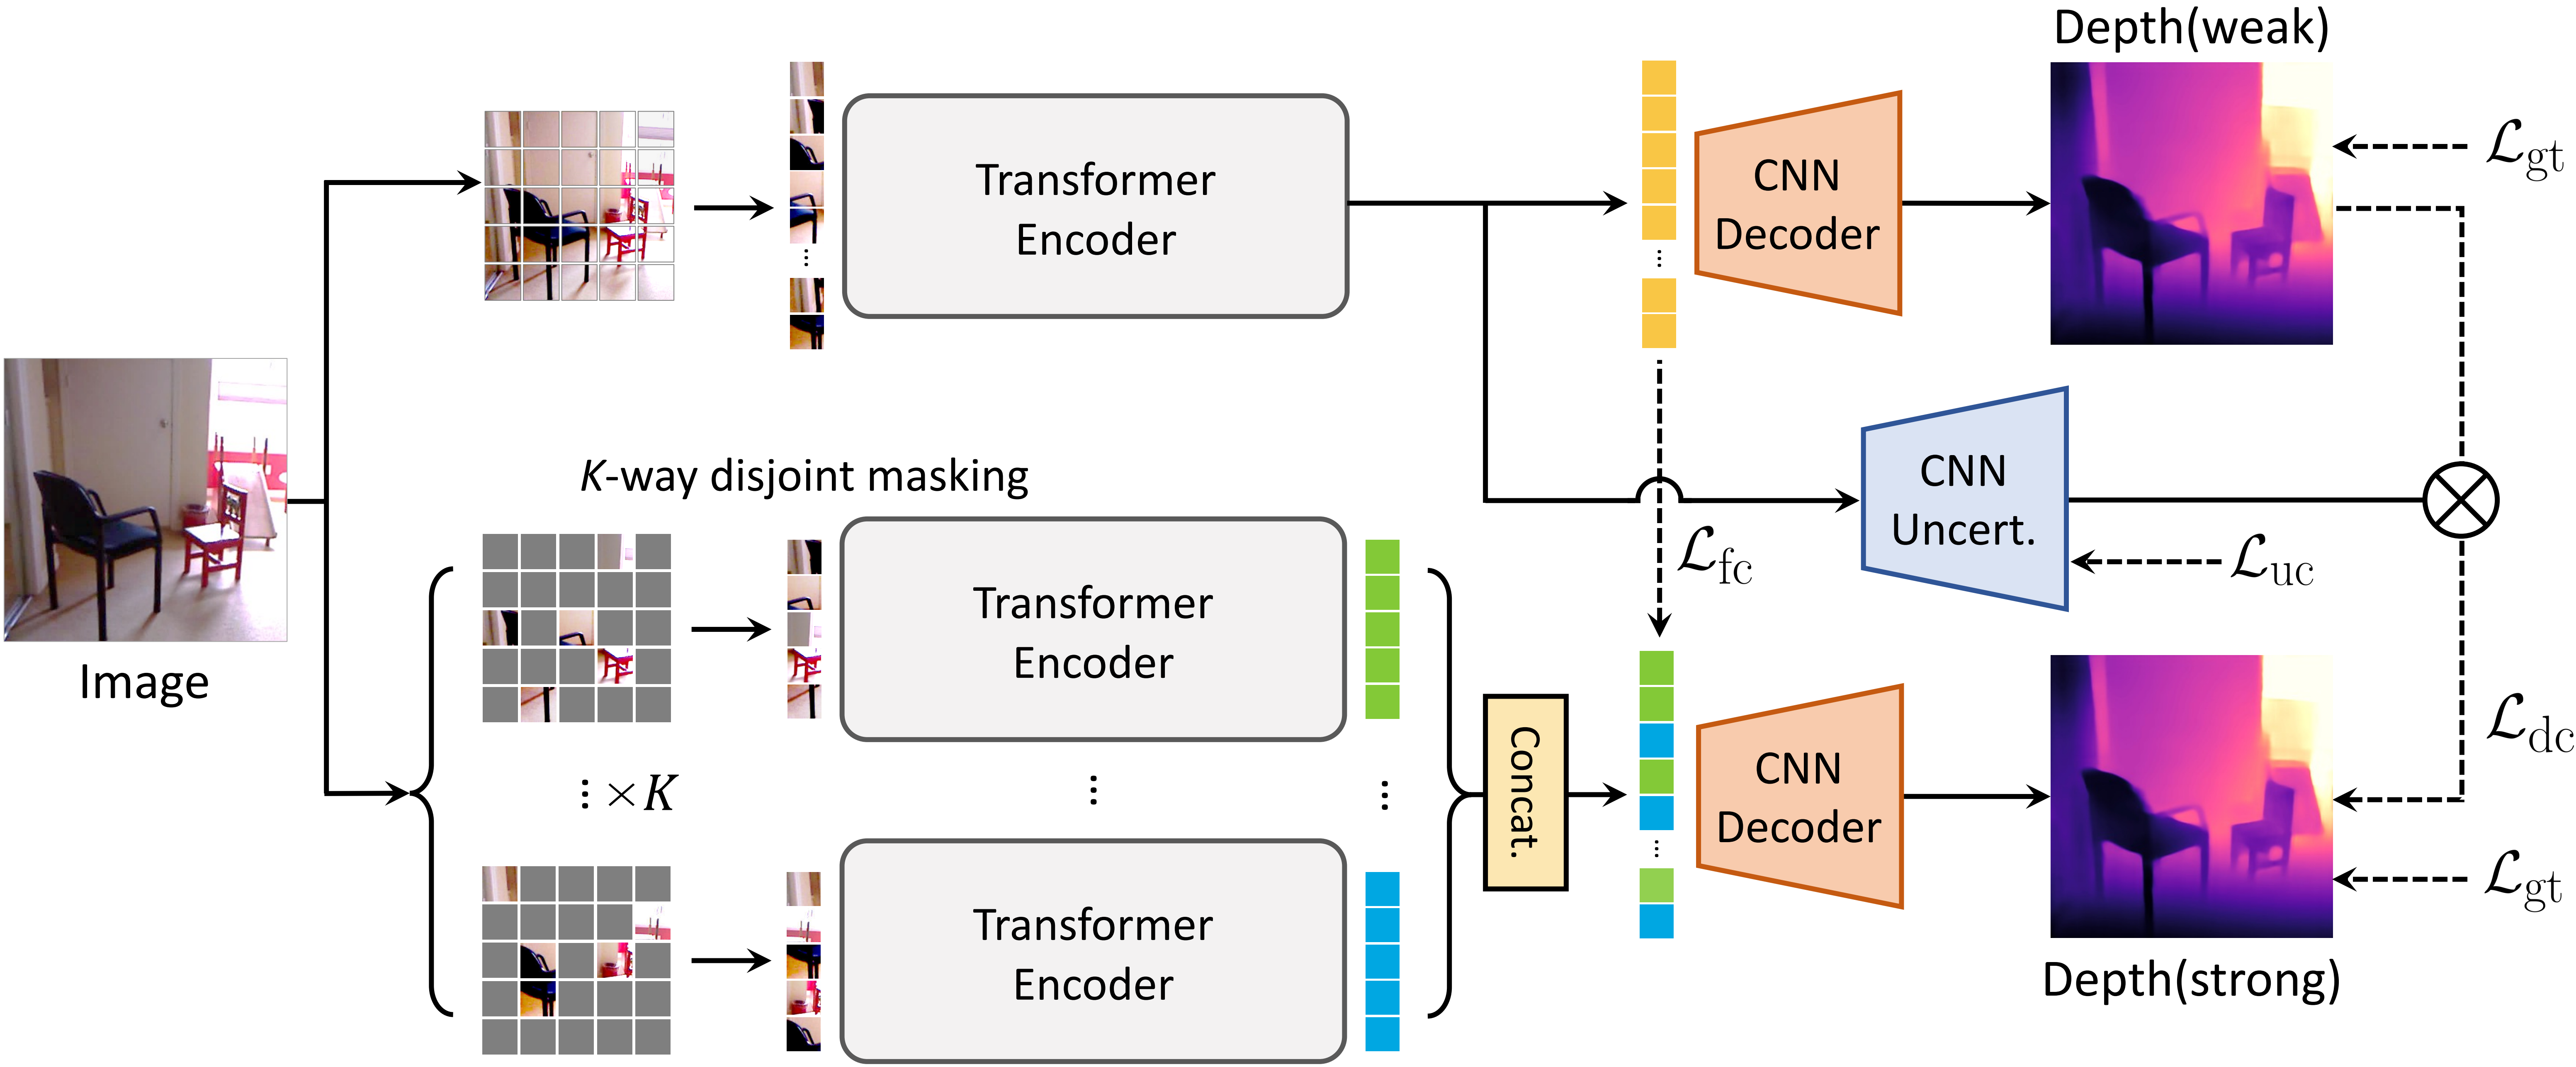 Depth(weak)
Transformer
Encoder
CNN
Decoder
ℒgt
K-way disjoint masking
CNN
Uncert.
ℒfc
ℒuc
Image
Transformer
Encoder
⋮ ×K
Concat.
CNN
Decoder
ℒdc
ℒgt
Transformer
Encoder
Depth(strong)